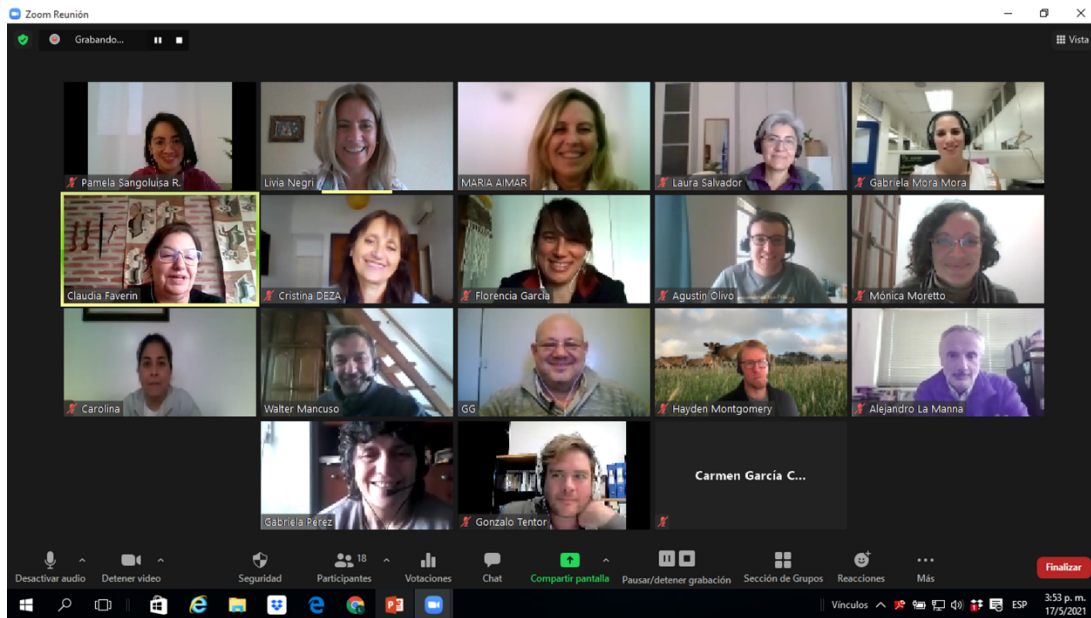 Zoom Reunión
Grabando...
Vista
Pamela Sangoluisa R.
Livia Negri
MARIA AIMAR
Laura Salvador
Gabriela Mora Mora
Claudia Faverin
Cristina DEZA
Florencia García
Agustin Olivo
Mónica Moretto
Carolina
Walter Mancuso
GG
Hayden Montgomery
Alejandro La Manna
Gabriela Pérez
Gonzalo Tentor
Carmen García C...
Desactivar audio
Detener video
Seguridad
18
Participantes
Votaciones
Chat
Compartir pantalla
Pausar/detener grabación
Sección de Grupos
Reacciones
Más
Finalizar
Vínculos
ESP
3:53 p. m.
17/5/2021